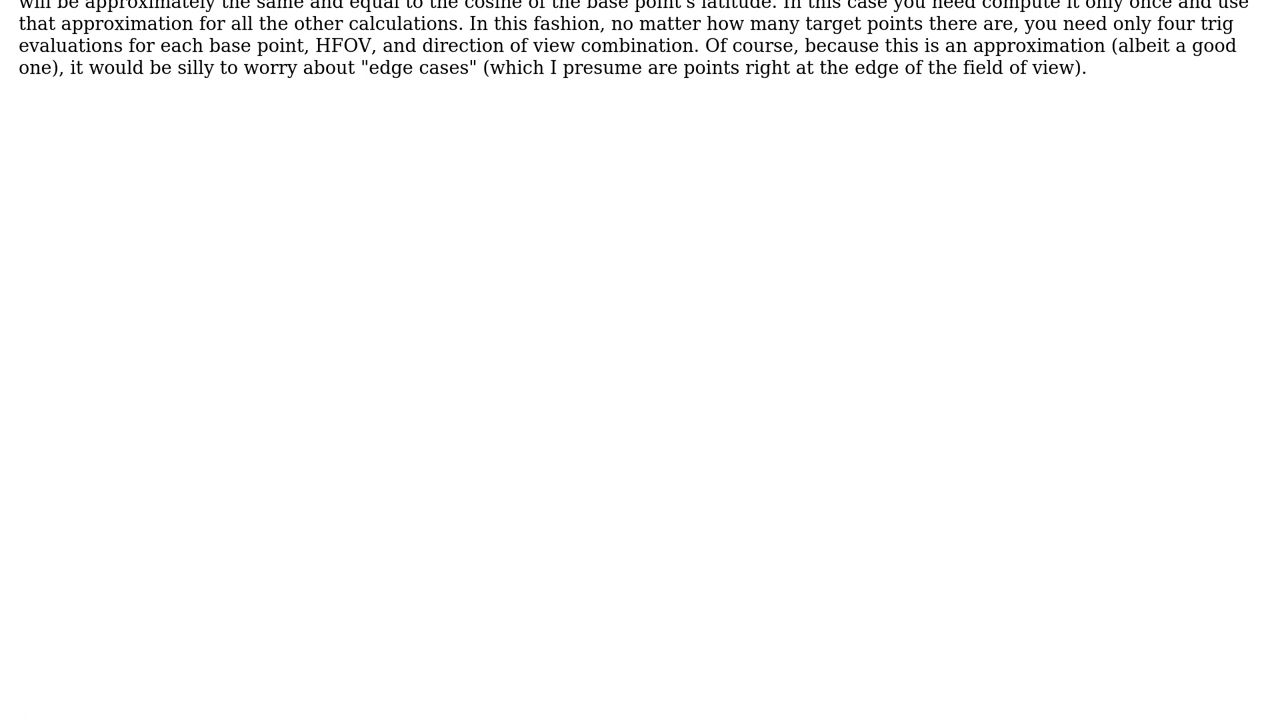 will be approximately the same and equal to the cosine of the base point's latitude. In this case you need compute it only once and use
that approximation for all the other calculations. In this fashion, no matter how many target points there are, you need only four trig
evaluations for each base point, HFOV, and direction of view combination. Of course, because this is an approximation (albeit a good
one), it would be silly to worry about "edge cases" (which I presume are points right at the edge of the field of view).